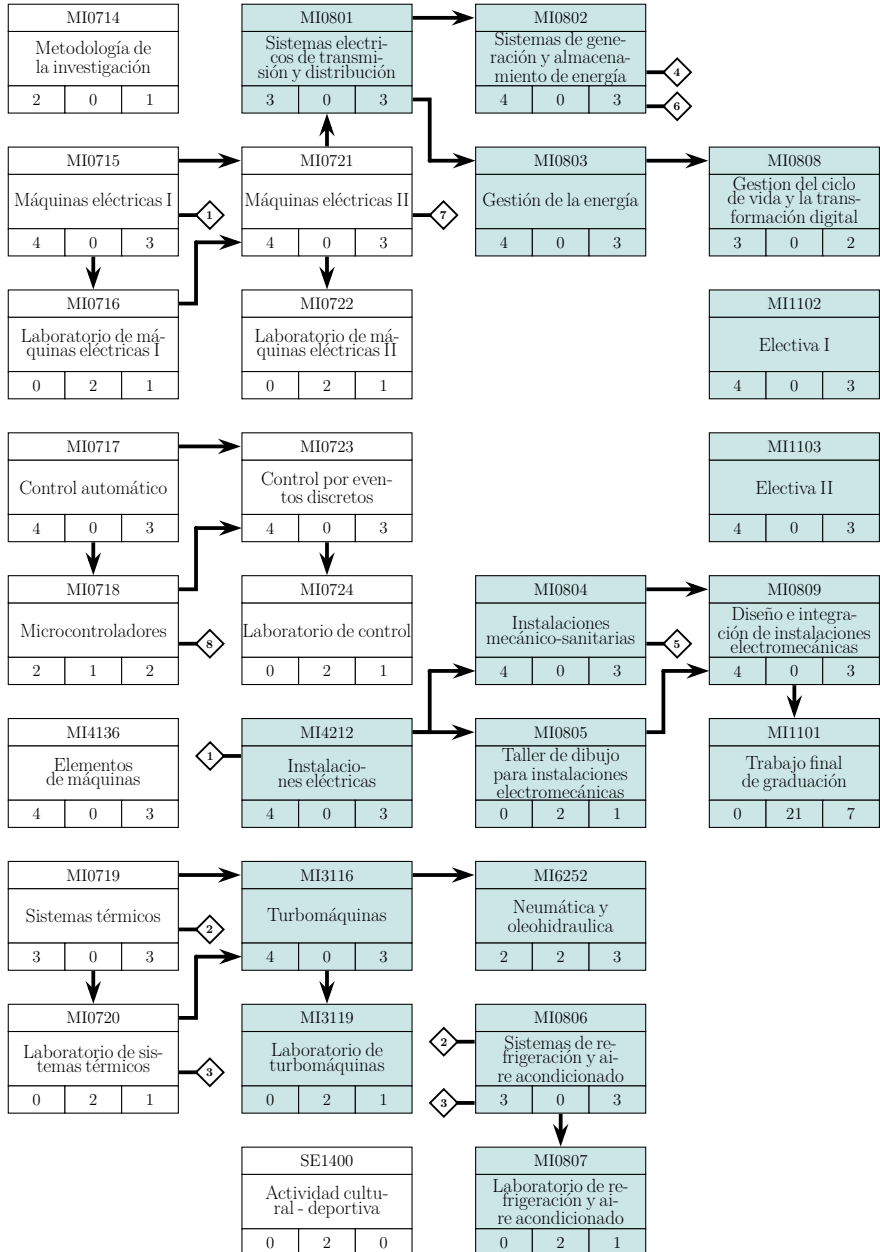 MI0714
Metodología de
la investigación
2 0 1
MI0801
Sistemas electri-
cos de transmi-
sión y distribución
3 0 3
MI0802
Sistemas de gene-
ración y almacena-
miento de energía
4 0 3
4
6
MI0715
Máquinas eléctricas I
4 0 3
1
MI0721
Máquinas eléctricas II
4 0 3
7
MI0803
Gestión de la energía
4 0 3
MI0808
Gestion del ciclo
de vida y la trans-
formación digital
3 0 2
MI0716
Laboratorio de má-
quinas eléctricas I
0 2 1
MI0722
Laboratorio de má-
quinas eléctricas II
0 2 1
MI1102
Electiva I
4 0 3
MI0717
Control automático
4 0 3
MI0723
Control por even-
tos discretos
4 0 3
MI1103
Electiva II
4 0 3
MI0718
Microcontroladores
2 1 2
8
MI0724
Laboratorio de control
0 2 1
MI0804
Instalaciones
mecánico-sanitarias
4 0 3
5
MI0809
Diseño e integra-
ción de instalaciones
electromecánicas
4 0 3
MI4136
Elementos
de máquinas
4 0 3
1
MI4212
Instalacio-
nes eléctricas
4 0 3
MI0805
Taller de dibujo
para instalaciones
electromecánicas
0 2 1
MI1101
Trabajo final
de graduación
0 21 7
MI0719
Sistemas térmicos
3 0 3
2
MI3116
Turbomáquinas
4 0 3
MI6252
Neumática y
oleohidraulica
2 2 3
MI0720
Laboratorio de sis-
temas térmicos
0 2 1
3
MI3119
Laboratorio de
turbomáquinas
0 2 1
2
3
MI0806
Sistemas de re-
frigeración y ai-
re acondicionado
3 0 3
SE1400
Actividad cultu-
ral - deportiva
0 2 0
MI0807
Laboratorio de re-
frigeración y ai-
re acondicionado
0 2 1